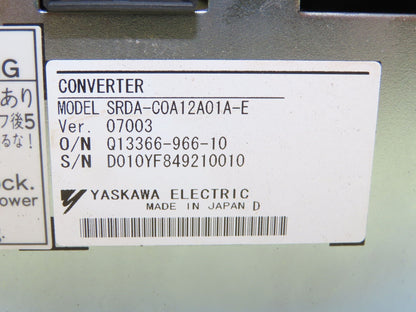 G
あり
フ後5
るな!
ock.
ower
CONVERTER
MODEL SRDA-COA12A01A-E
Ver. 07003
O/N Q13366-966-10
S/N D010YF849210010
YASKAWA ELECTRIC
MADE IN JAPAN D